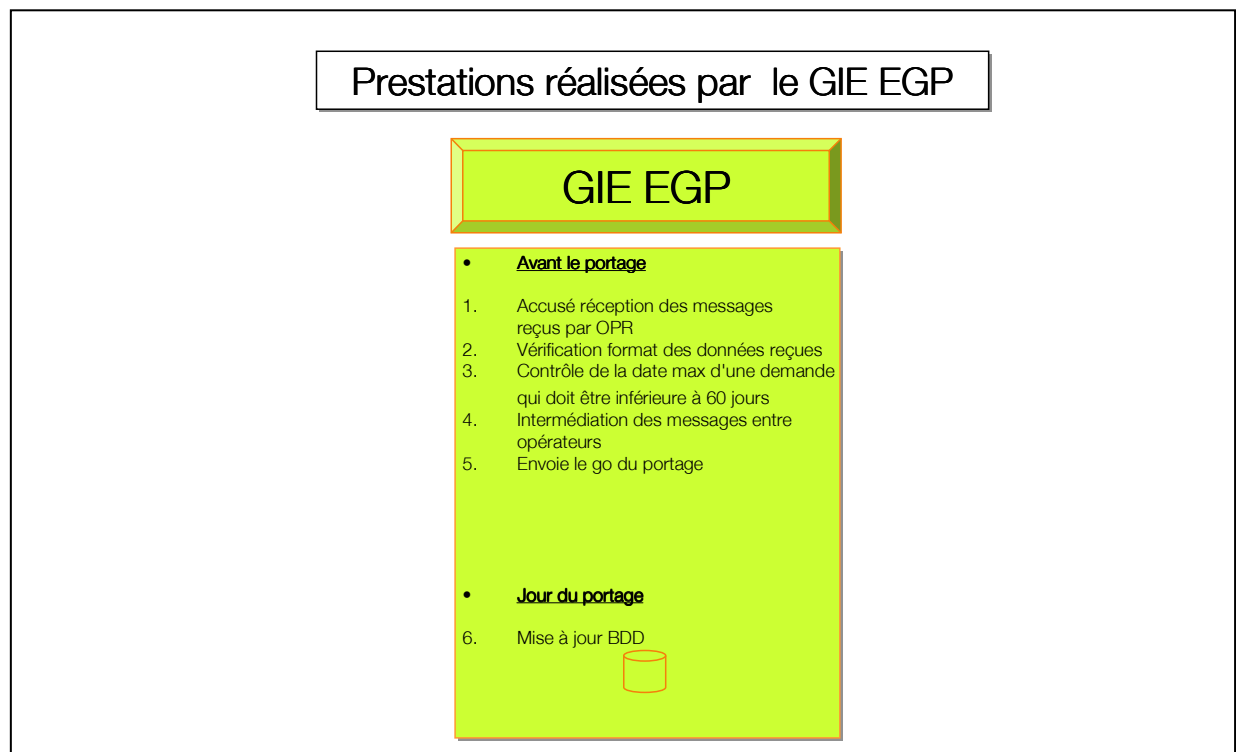 Prestations réalisées par le GIE EGP
GIE EGP
• Avant le portage
1. Accusé réception des messages
reçus par OPR
2. Vérification format des données reçues
3. Contrôle de la date max d'une demande
qui doit être inférieure à 60 jours
4. Intermédiation des messages entre
opérateurs
5. Envoie le go du portage
• Jour du portage
6. Mise à jour BDD